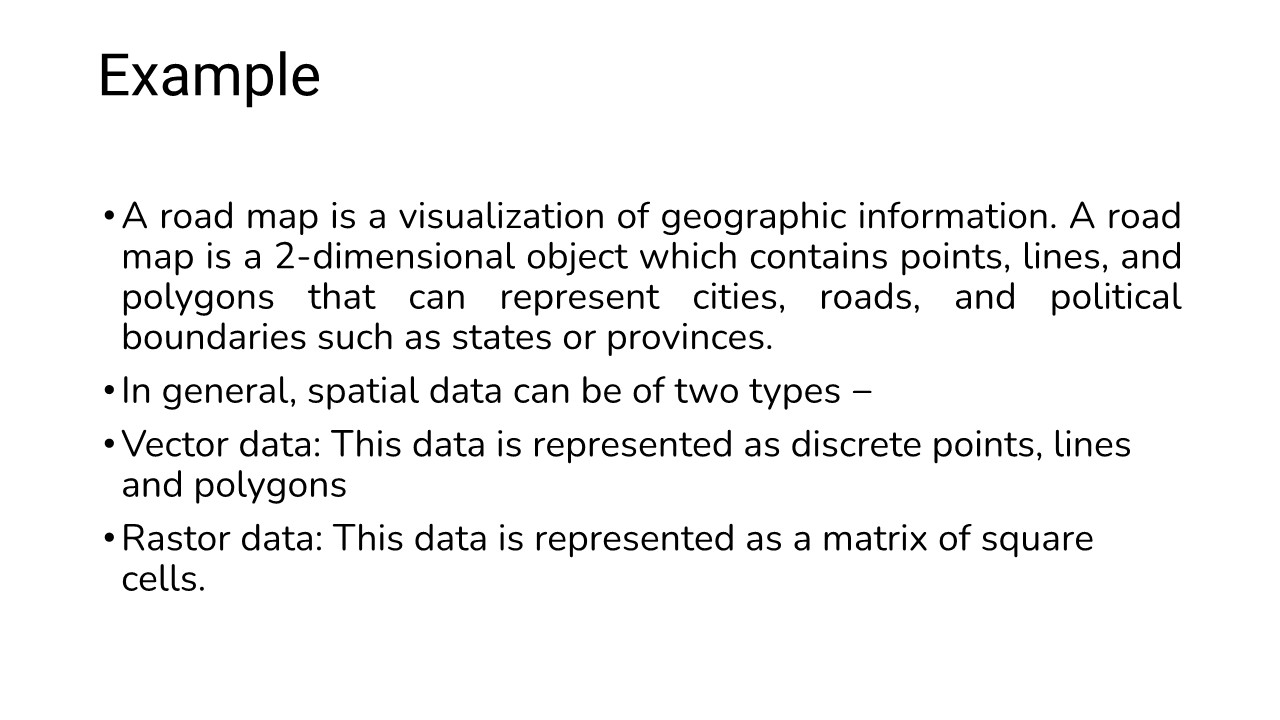 Example
•A road map is a visualization of geographic information. A road
map is a 2-dimensional object which contains points, lines, and
polygons that can represent cities, roads, and political
boundaries such as states or provinces.
•In general, spatial data can be of two types –
•Vector data: This data is represented as discrete points, lines
and polygons
•Rastor data: This data is represented as a matrix of square
cells.